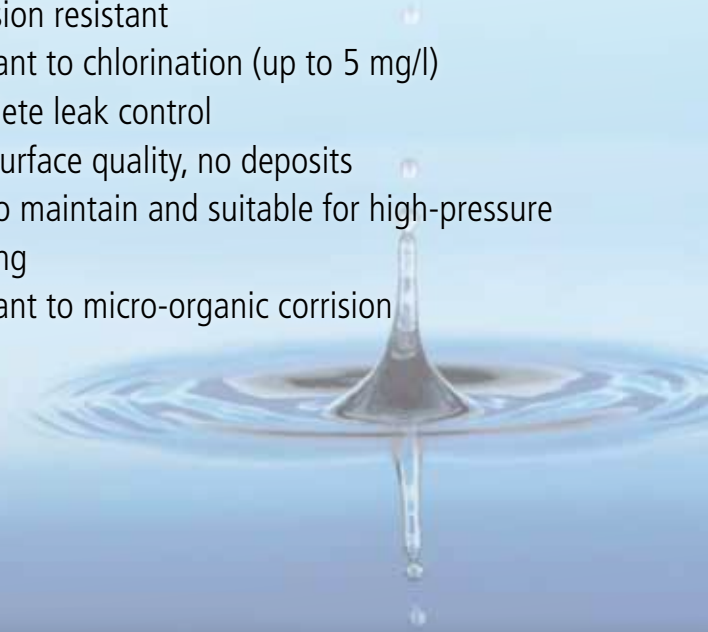 sion resistant
ant to chlorination (up to 5 mg/l)
ete leak control
urface quality, no deposits
o maintain and suitable for high-pressure
ng
ant to micro-organic corrision